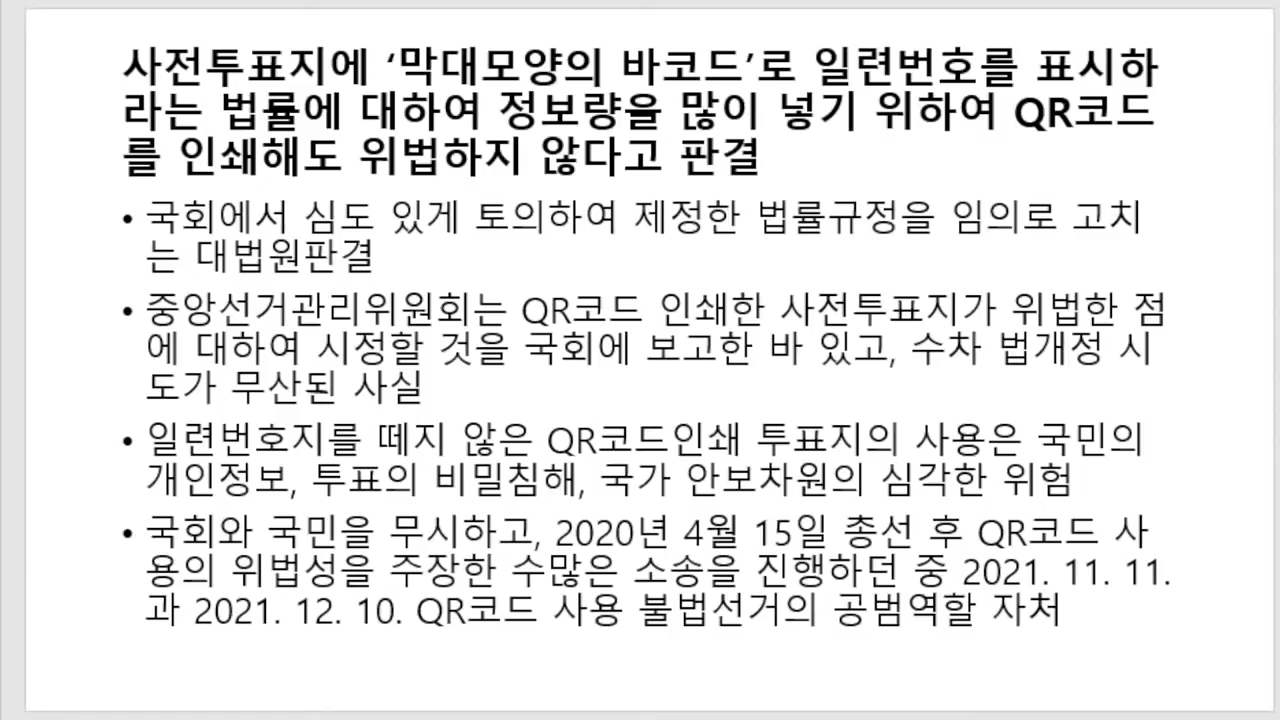 사전투표지에 ‘막대모양의 바코드’로 일련번호를 표시하
라는 법률에 대하여 정보량을 많이 넣기 위하여 QR코드
를 인쇄해도 위법하지 않다고 판결
• 국회에서 심도 있게 토의하여 제정한 법률규정을 임의로 고치
는 대법원판결
• 중앙선거관리위원회는 QR코드 인쇄한 사전투표지가 위법한 점
에 대하여 시정할 것을 국회에 보고한 바 있고, 수차 법개정 시
도가 무산된 사실
• 일련번호지를 떼지 않은 QR코드인쇄 투표지의 사용은 국민의
개인정보, 투표의 비밀침해, 국가 안보차원의 심각한 위험
• 국회와 국민을 무시하고, 2020년 4월 15일 총선 후 QR코드 사
용의 위법성을 주장한 수많은 소송을 진행하던 중 2021. 11. 11.
과 2021. 12. 10. QR코드 사용 불법선거의 공범역할 자처